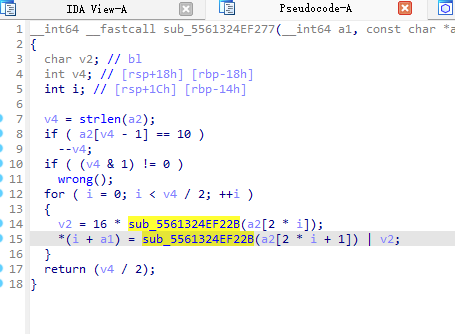 IDA View-A
Pseudocode-A
1 __int64 __fastcall sub_5561324EF277(__int64 a1, const char *a
2 {
3 char v2; // bl
4 int v4; // [rsp+18h] [rbp-18h]
5 int i; // [rsp+1Ch] [rbp-14h]
6
7 v4 = strlen(a2);
8 if ( a2[v4 - 1] == 10 )
9 --v4;
10 if ( (v4 & 1) != 0 )
11 wrong();
12 for ( i = 0; i < v4 / 2; ++i )
13 {
14 v2 = 16 * sub_5561324EF22B(a2[2 * i]);
15 *(i + a1) = sub_5561324EF22B(a2[2 * i + 1]) | v2;
16 }
17 return (v4 / 2);
18 }